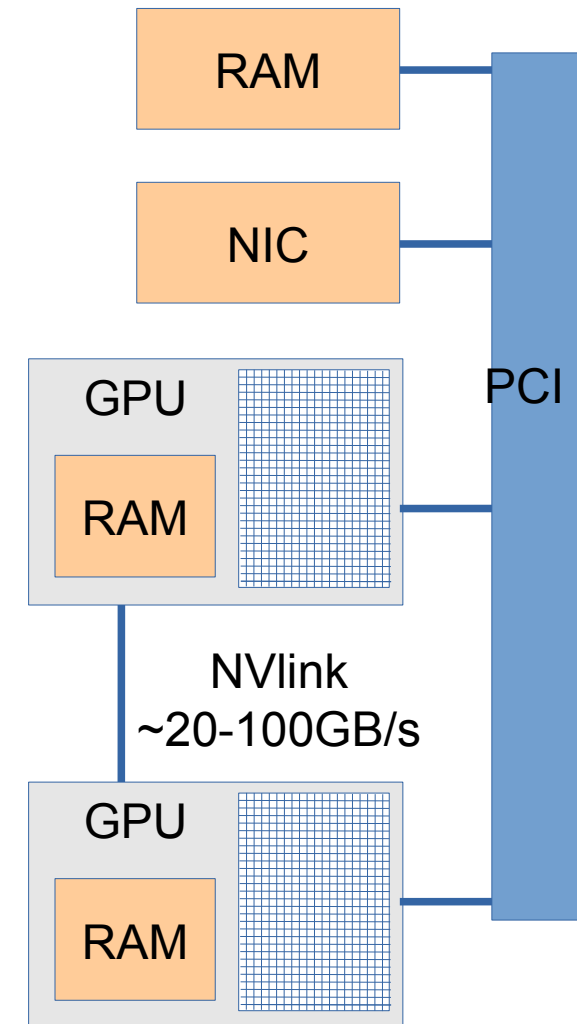 RAM
NIC
PCI
GPU
RAM
NVlink
~20-100GB/s
GPU
RAM